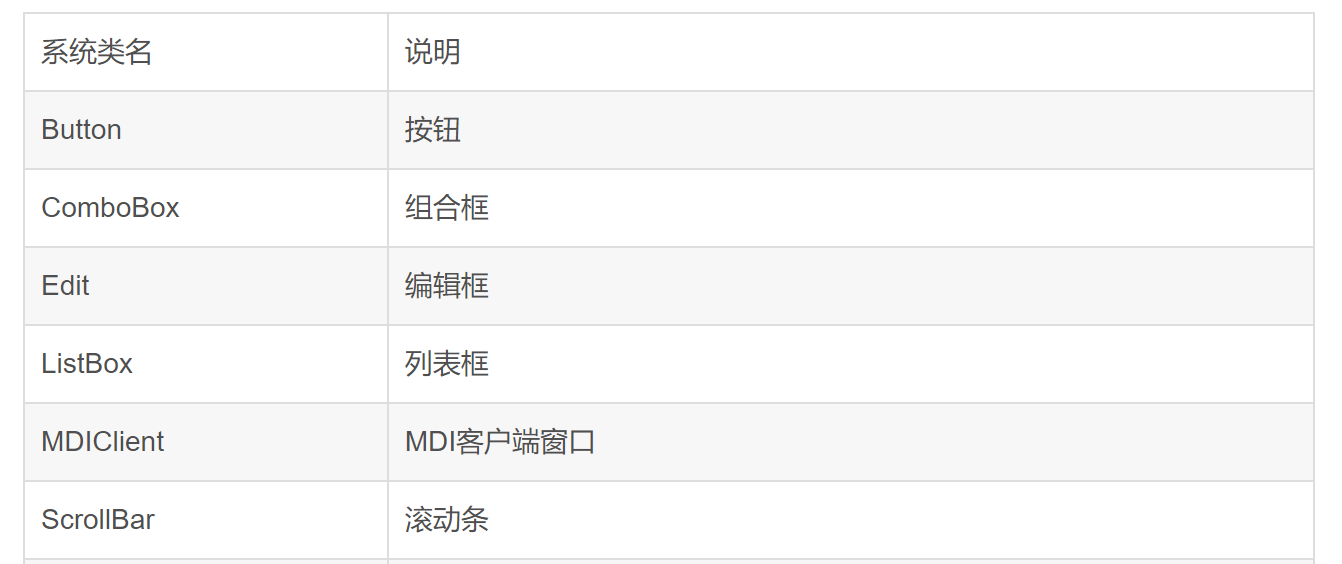 系统类名 说明
Button 按钮
ComboBox 组合框
Edit 编辑框
ListBox 列表框
MDIClient MDI客户端窗口
ScrollBar 滚动条